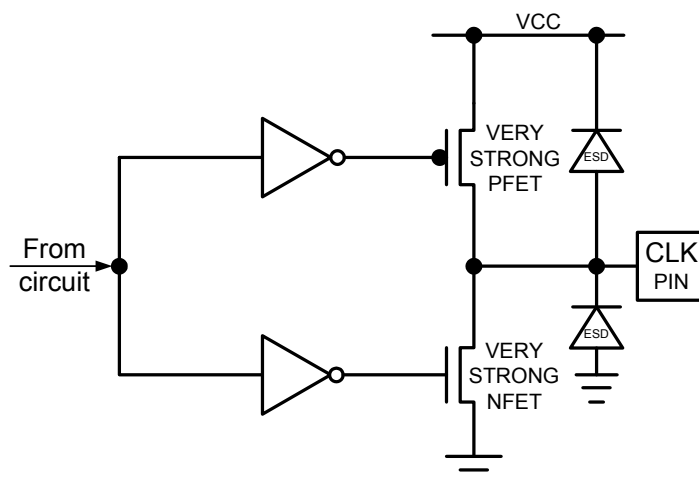 VCC
VERY
STRONG
PFET
ESD
From
circuit
CLK
PIN
ESD
VERY
STRONG
NFET